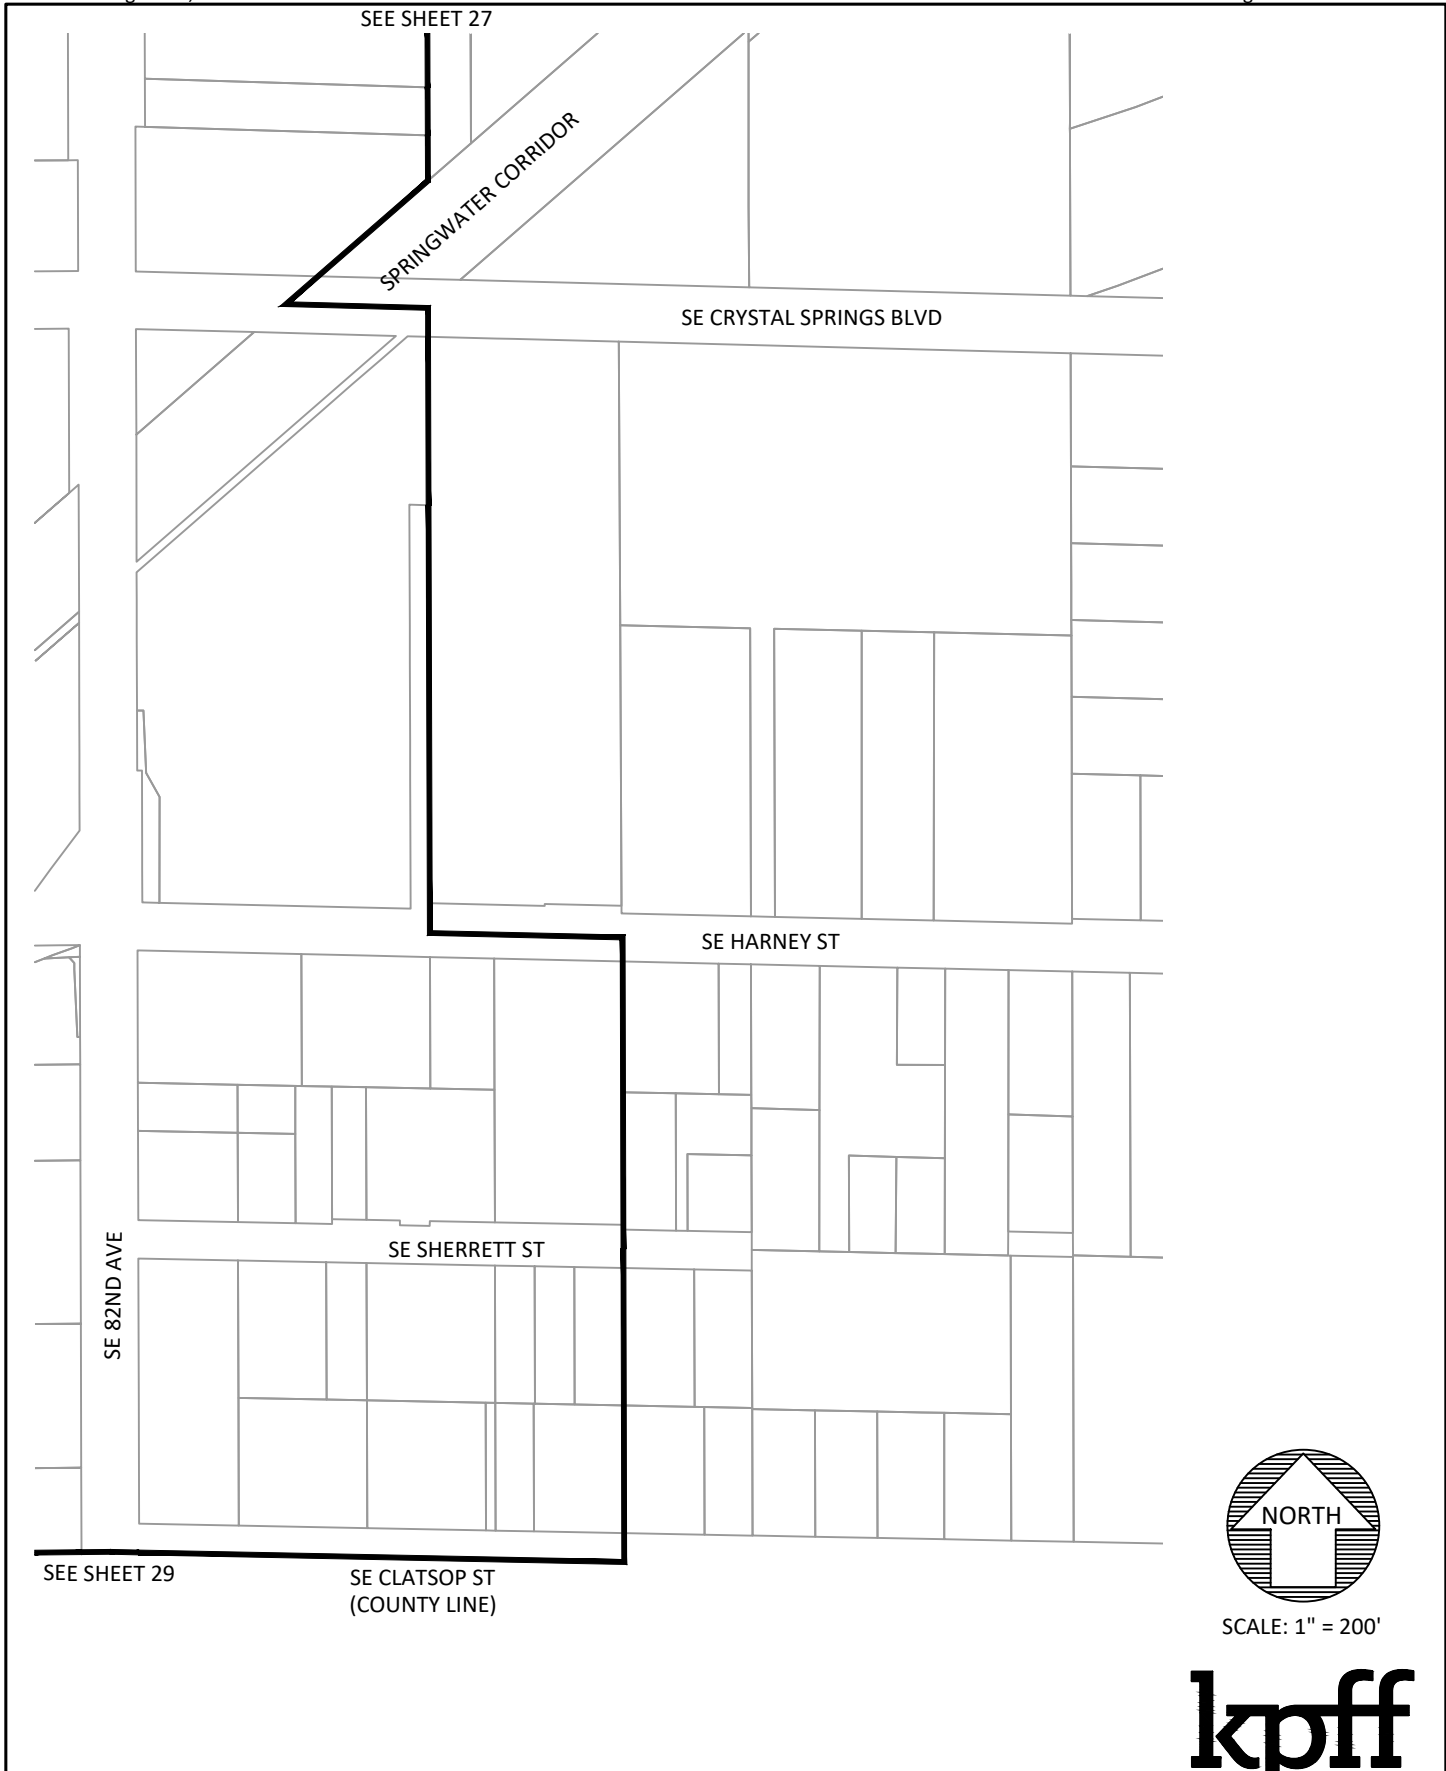 SEE SHEET 27
SPRINGWATER CORRIDOR
SE CRYSTAL SPRINGS BLVD
SE HARNEY ST
SE SHERRETT ST
SE 82ND AVE
NORTH
SEE SHEET 29
SE CLATSOP ST
(COUNTY LINE)
SCALE: 1" = 200'
kpff